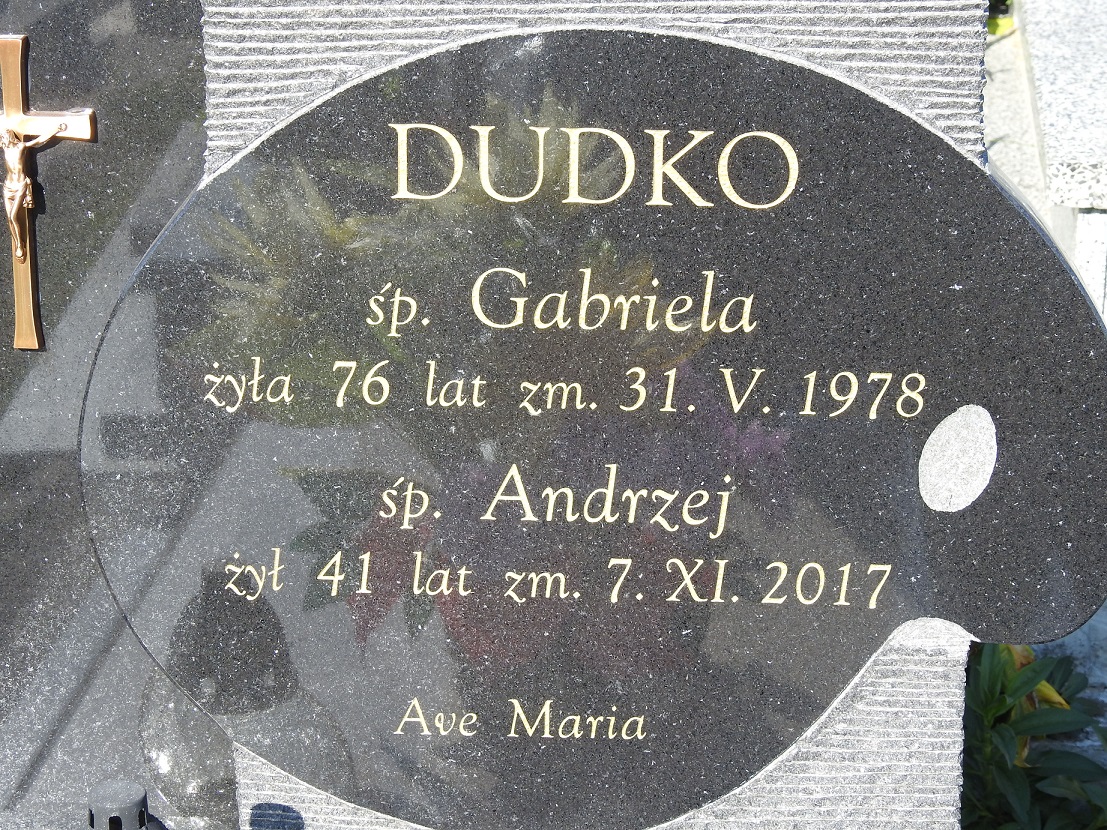 DUDKO
śp. Gabriela
żyła 76 lat zm. 31. V. 1978
śp. Andrzej
żył 41 lat zm. 7. XI. 2017
Ave Maria